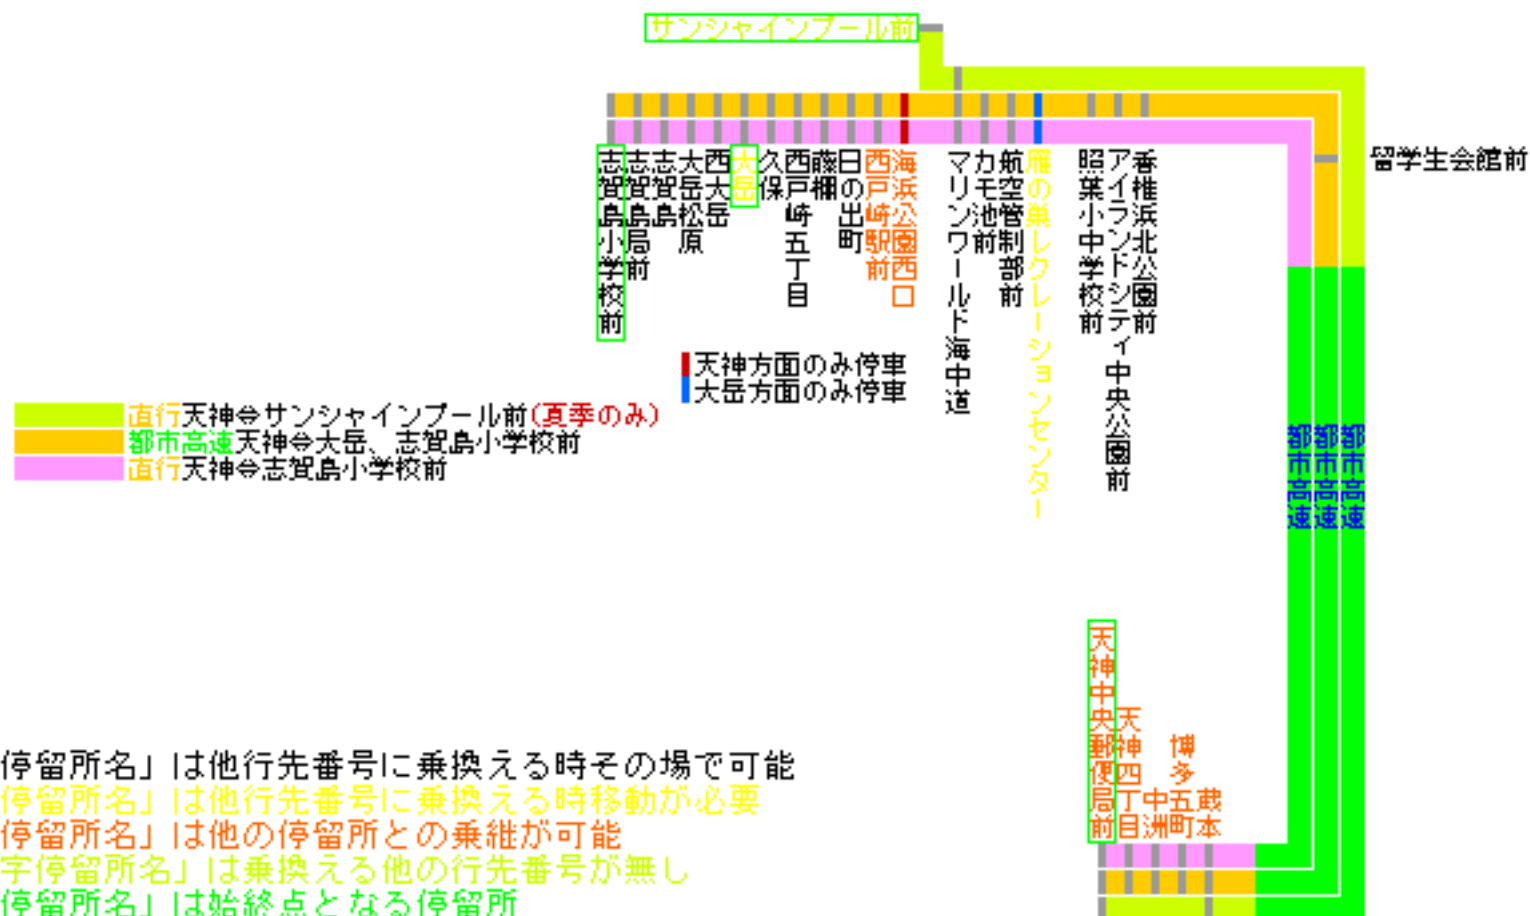 サンシャインプール前
留学生会館前
志賀島小学校前
志賀島局前
志賀島
大岳松原
西大岳
大岳
久保
西戸崎五丁目
藤棚
日の出町
西戸崎駅前
海浜公園西口
マリンワールド海中道
カモ池前
航空管制部前
雁の巣レクレーションセンター
照葉小中学校前
アイランドシティ中央公園前
香椎浜北公園前
天神方面のみ停車
大岳方面のみ停車
直行天神⇔サンシャインプール前(夏季のみ)
都市高速天神⇔大岳、志賀島小学校前
直行天神⇔志賀島小学校前
都市高速
都市高速
都市高速
天神中央郵便局前
天神四丁目
中洲
博多五町
蔵本
停留所名」は他行先番号に乗換える時その場で可能
停留所名」は他行先番号に乗換える時移動が必要
停留所名」は他の停留所との乗継が可能
字停留所名」は乗換える他の行先番号が無し
停留所名」は始終点となる停留所